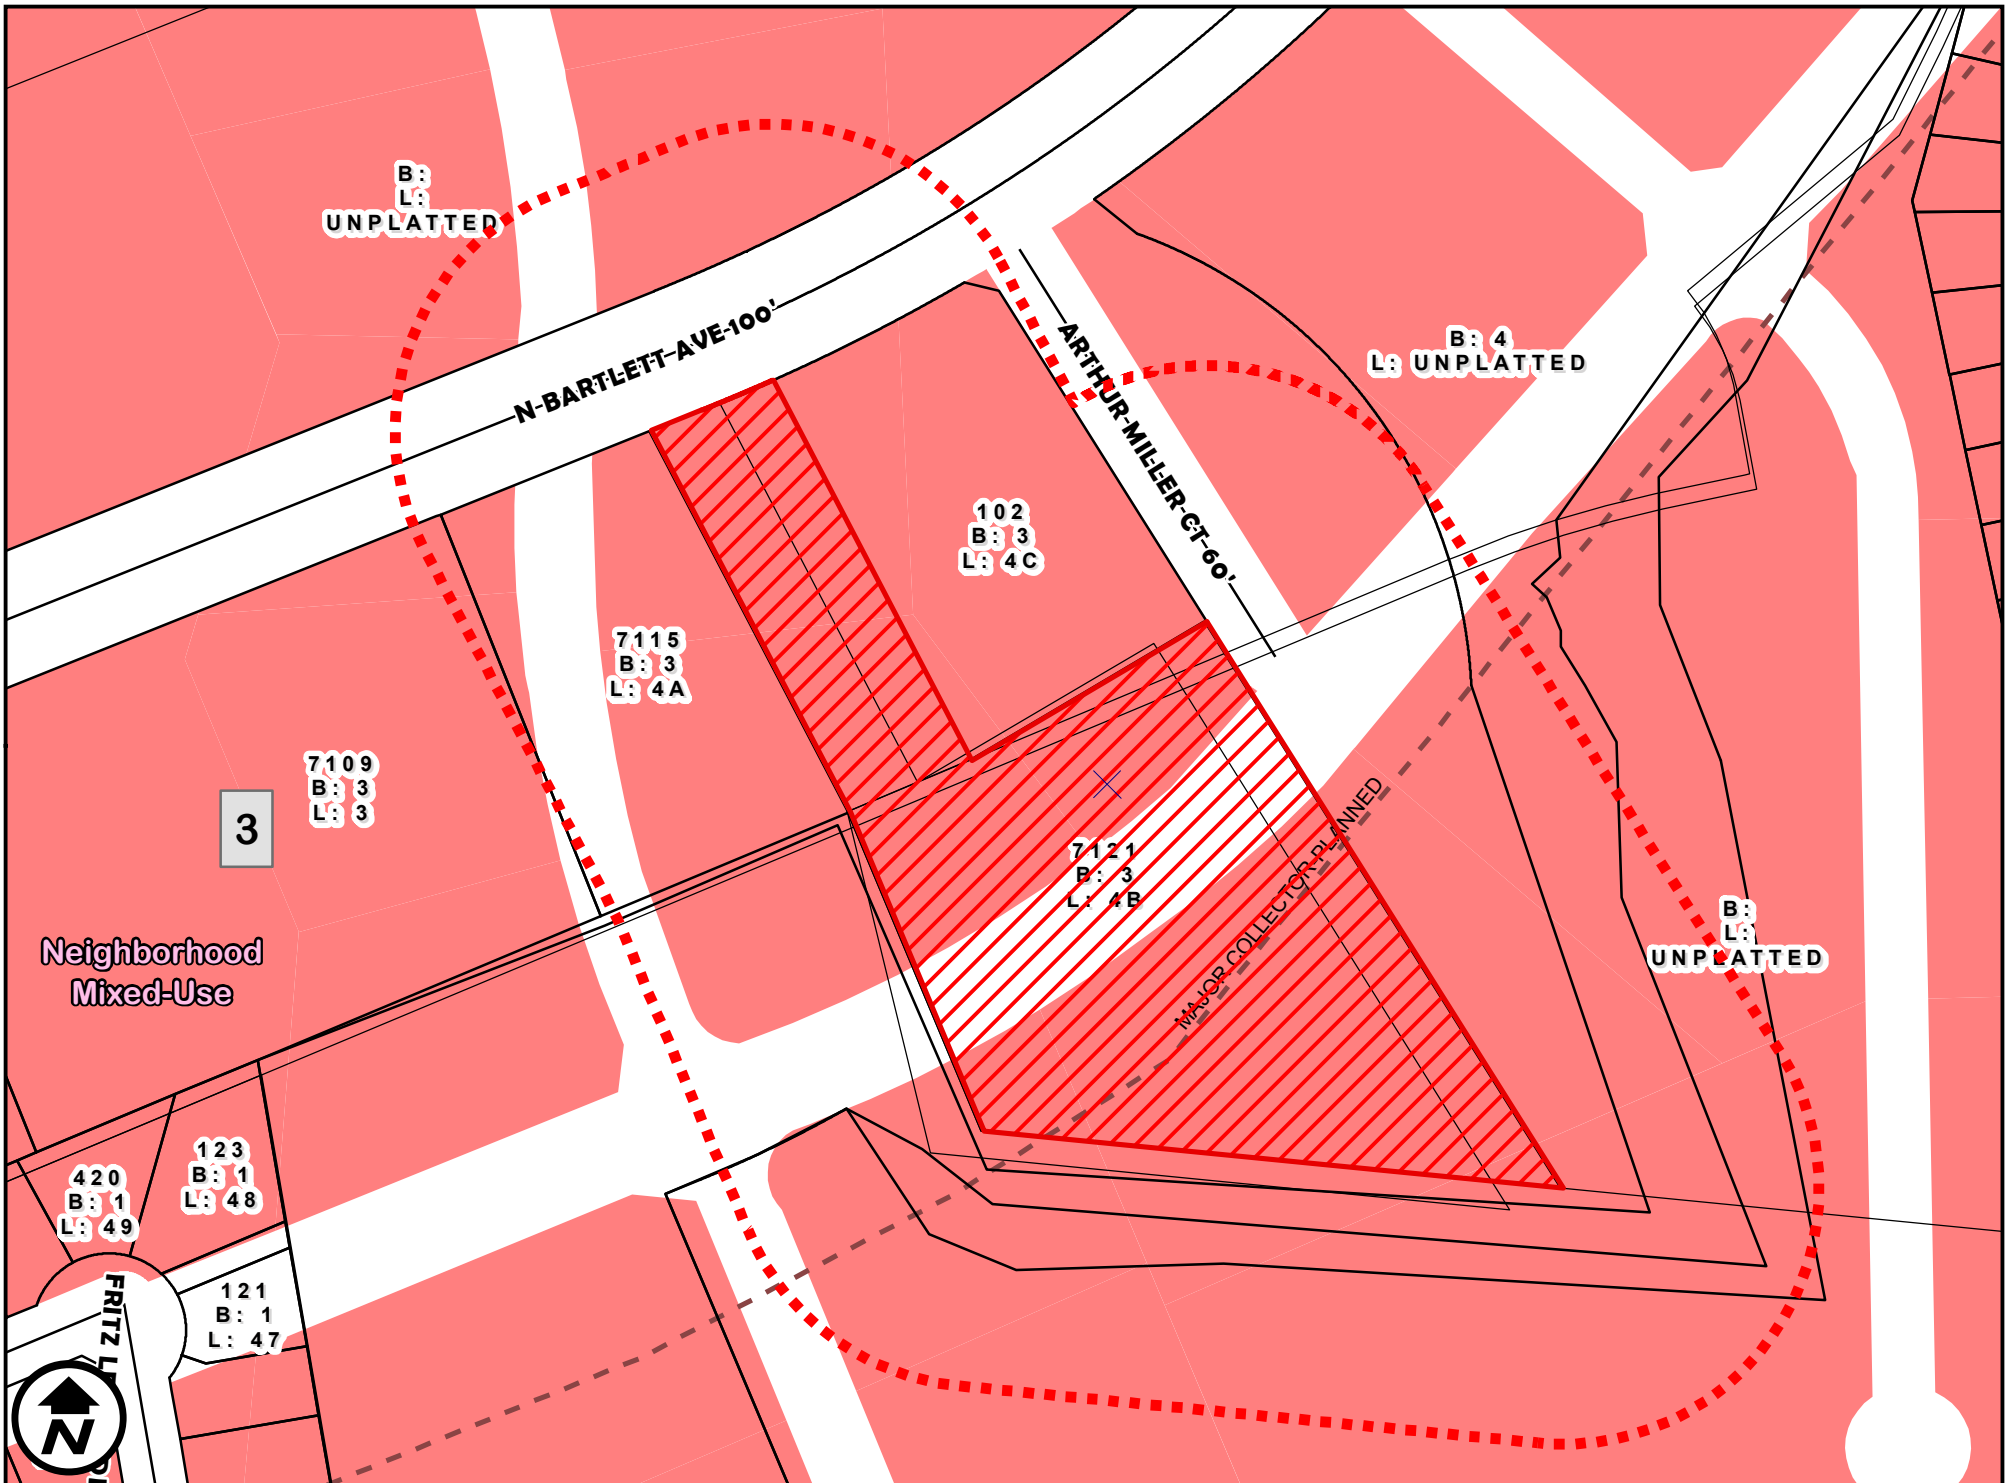 B:
L:
UNPLATTED
N BARTLETT AVE 100'
ARTHUR MILLER CT 60'
B: 4
L: UNPLATTED
102
B: 3
L: 4C
7115
B: 3
L: 4A
7109
B: 3
L: 3
3
7121
B: 3
L: 4B
MAJOR COLLECTOR PLANNED
B:
L:
UNPLATTED
Neighborhood
Mixed-Use
123
B: 1
L: 48
420
B: 1
L: 49
121
B: 1
L: 47
FRITZ
N